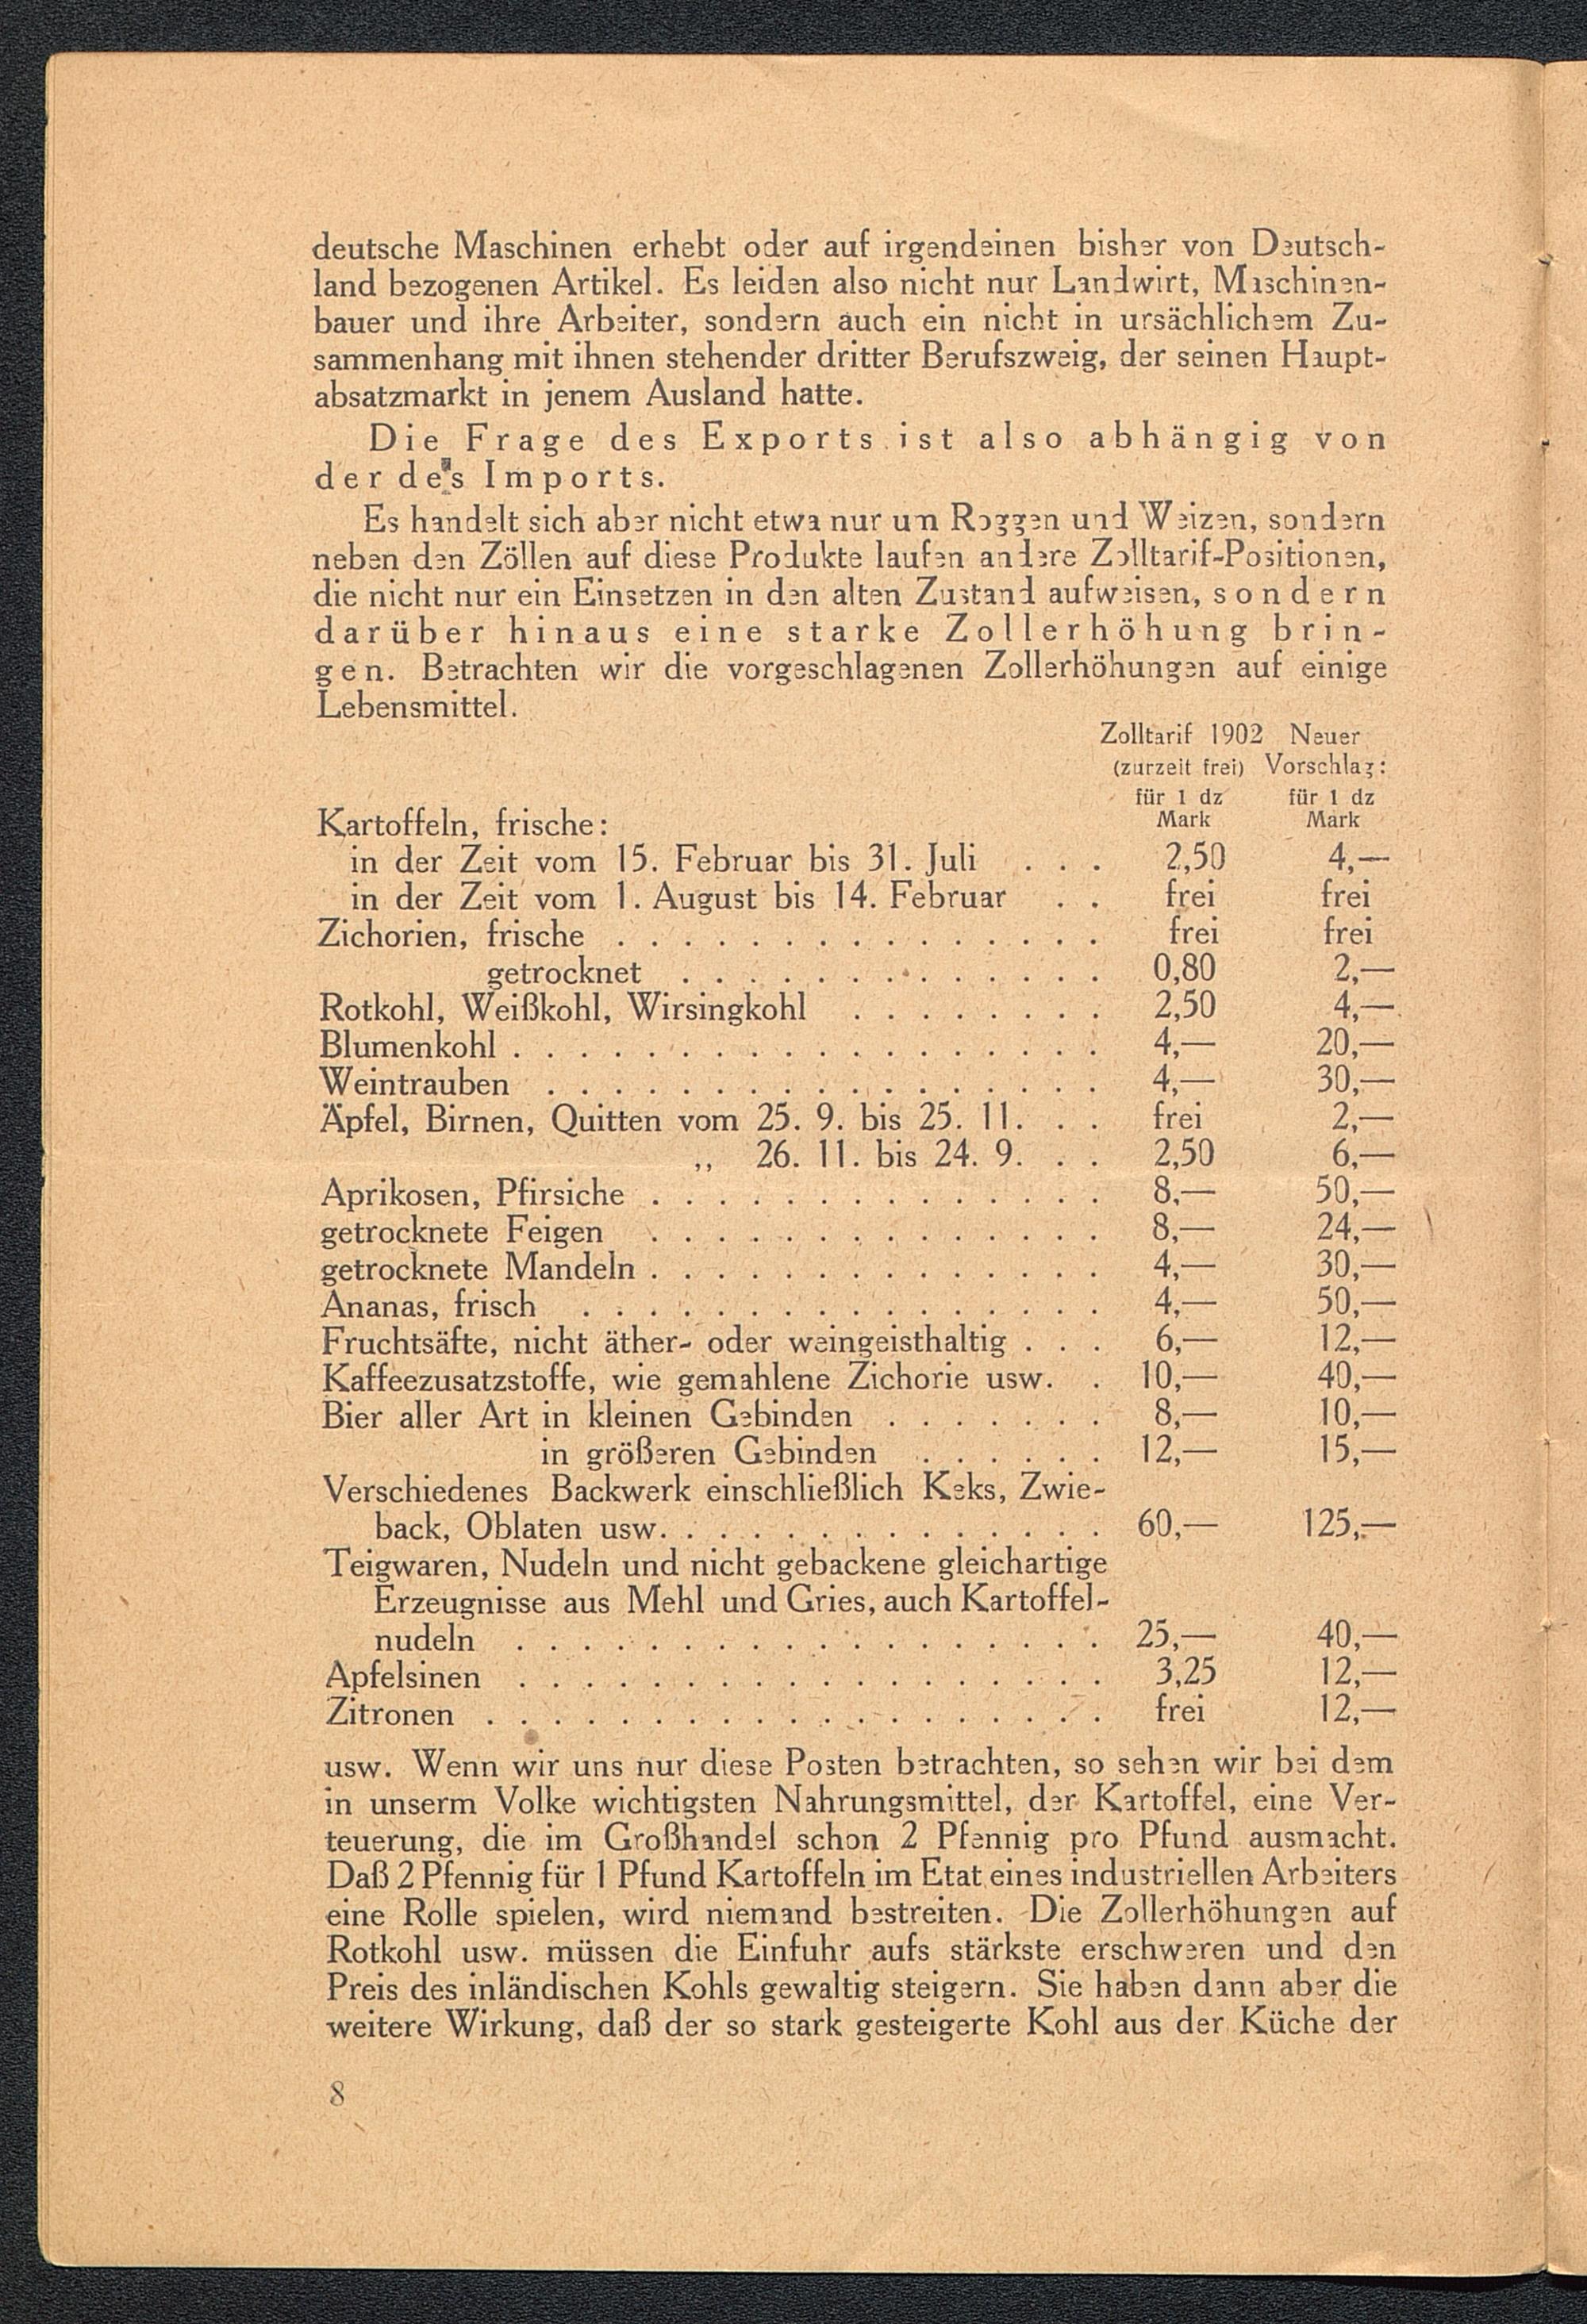 deutsche Maschinen erhebt oder auf irgendeinen bisher von Deutsch-
land bezogenen Artikel. Es leiden also nicht nur Landwirt, Maschinen-
bauer und ihre Arbeiter, sondern auch ein nicht in ursächlichem Zu-
sammenhang mit ihnen stehender dritter Berufszweig, der seinen Haupt-
absatzmarkt in jenem Ausland hatte.
Die Frage des Exports ist also abhängig von
der des Imports.
Es handelt sich aber nicht etwa nur um Roggen und Weizen, sondern
neben den Zöllen auf diese Produkte laufen andere Zolltarif-Positionen,
die nicht nur ein Einsetzen in den alten Zustand aufweisen, sondern
darüber hinaus eine starke Zollerhöhung brin-
gen. Betrachten wir die vorgeschlagenen Zollerhöhungen auf einige
Lebensmittel.
Zolltarif 1902 Neuer
(zurzeit frei) Vorschlag:
für 1 dz für 1 dz
Mark Mark
Kartoffeln, frische:
in der Zeit vom 15. Februar bis 31. Juli . . . 2,50 4,—
in der Zeit vom 1. August bis 14. Februar . . frei frei
Zichorien, frische . . . . . . . . . . . . . . . frei frei
getrocknet . . . . . . . . . . . . . 0,80 2,—
Rotkohl, Weißkohl, Wirsingkohl . . . . . . . . 2,50 4,—
Blumenkohl . . . . . . . . . . . . . . . . . . 4,— 20,—
Weintrauben . . . . . . . . . . . . . . . . . 4,— 30,—
Äpfel, Birnen, Quitten vom 25. 9. bis 25. 11. . . frei 2,—
„ 26. 11. bis 24. 9. . . 2,50 6,—
Aprikosen, Pfirsiche . . . . . . . . . . . . . . 8,— 50,—
getrocknete Feigen . . . . . . . . . . . . . . 8,— 24,—
getrocknete Mandeln . . . . . . . . . . . . . . 4,— 30,—
Ananas, frisch . . . . . . . . . . . . . . . . 4,— 50,—
Fruchtsäfte, nicht äther- oder weingeisthaltig . . . 6,— 12,—
Kaffeezusatzstoffe, wie gemahlene Zichorie usw. . 10,— 40,—
Bier aller Art in kleinen Gebinden . . . . . . . 8,— 10,—
in größeren Gebinden . . . . . . 12,— 15,—
Verschiedenes Backwerk einschließlich Keks, Zwie-
back, Oblaten usw. . . . . . . . . . . . . . . 60,— 125,—
Teigwaren, Nudeln und nicht gebackene gleichartige
Erzeugnisse aus Mehl und Gries, auch Kartoffel-
nudeln . . . . . . . . . . . . . . . . . . 25,— 40,—
Apfelsinen . . . . . . . . . . . . . . . . . . 3,25 12,—
Zitronen . . . . . . . . . . . . . . . . . . . frei 12,—
usw. Wenn wir uns nur diese Posten betrachten, so sehen wir bei dem
in unserm Volke wichtigsten Nahrungsmittel, der Kartoffel, eine Ver-
teuerung, die im Großhandel schon 2 Pfennig pro Pfund ausmacht.
Daß 2 Pfennig für 1 Pfund Kartoffeln im Etat eines industriellen Arbeiters
eine Rolle spielen, wird niemand bestreiten. Die Zollerhöhungen auf
Rotkohl usw. müssen die Einfuhr aufs stärkste erschweren und den
Preis des inländischen Kohls gewaltig steigern. Sie haben dann aber die
weitere Wirkung, daß der so stark gesteigerte Kohl aus der Küche der
8